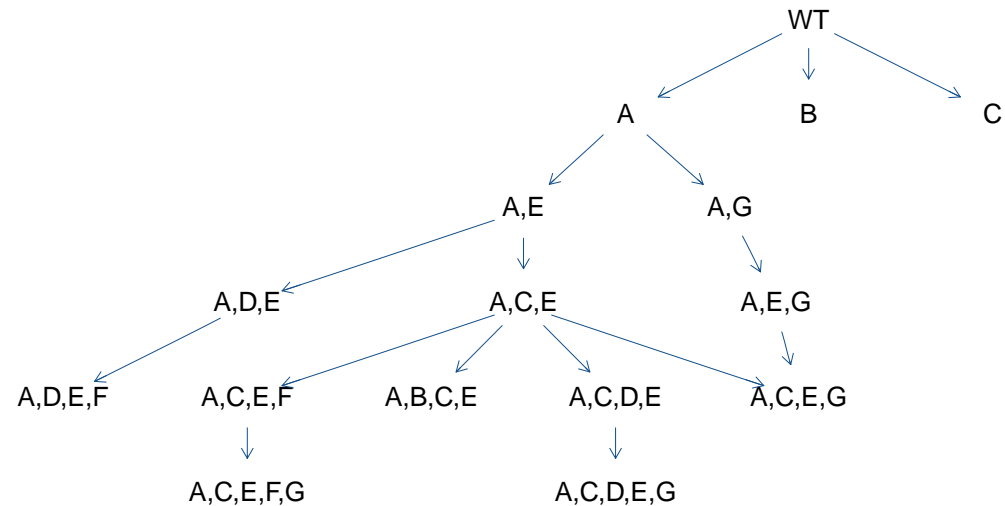 WT
A B C
A,E A,G
A,D,E A,C,E A,E,G
A,D,E,F A,C,E,F A,B,C,E A,C,D,E A,C,E,G
A,C,E,F,G A,C,D,E,G